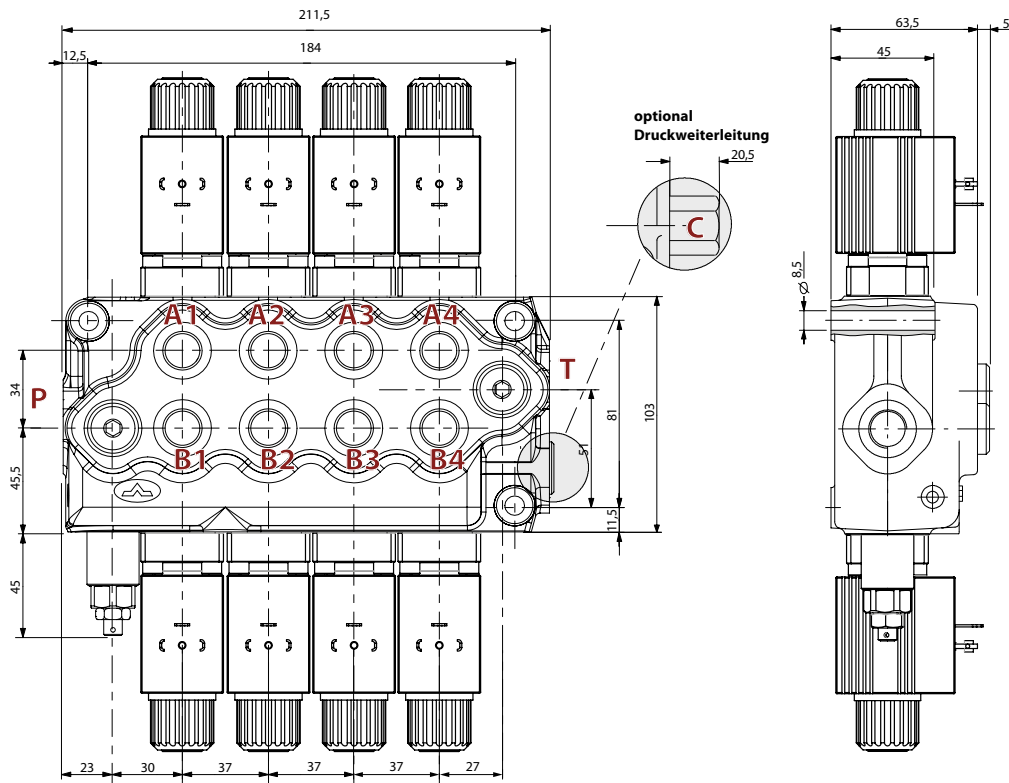 211,5
63,5
5
12,5
184
45
optional
Druckweiterleitung
20,5
C
Ø 8,5
A1 A2 A3 A4
T
P
34
81
103
51
B1 B2 B3 B4
45,5
11,5
45
23 30 37 37 37 27